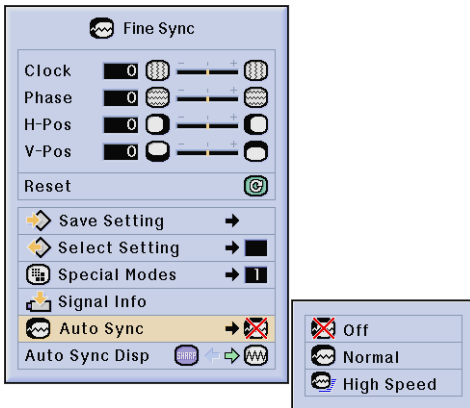 Fine Sync
Clock 0 - +
Phase 0 - +
H-Pos 0 - +
V-Pos 0 - +
Reset
Save Setting
Select Setting
Special Modes 1
Signal Info
Auto Sync
Auto Sync Disp SHARP
Off
Normal
High Speed